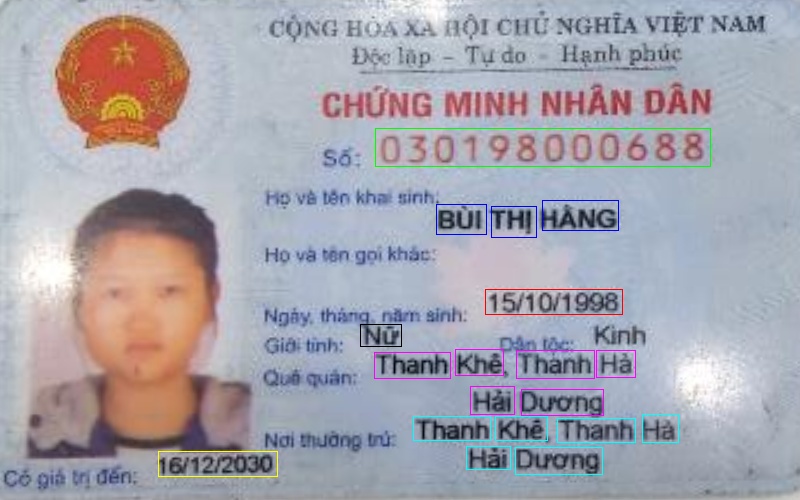 CỘNG HÒA XÃ HỘI CHỦ NGHĨA VIỆT NAM
Độc lập - Tự do - Hạnh phúc
CHỨNG MINH NHÂN DÂN
Số: 030198000688
Họ và tên khai sinh:
BÙI THỊ HẰNG
Họ và tên gọi khác:
Ngày, tháng, năm sinh: 15/10/1998
Giới tính: Nữ Dân tộc: Kinh
Quê quán: Thanh Khê, Thanh Hà
Hải Dương
Nơi thường trú: Thanh Khê, Thanh Hà
Hải Dương
Có giá trị đến: 16/12/2030